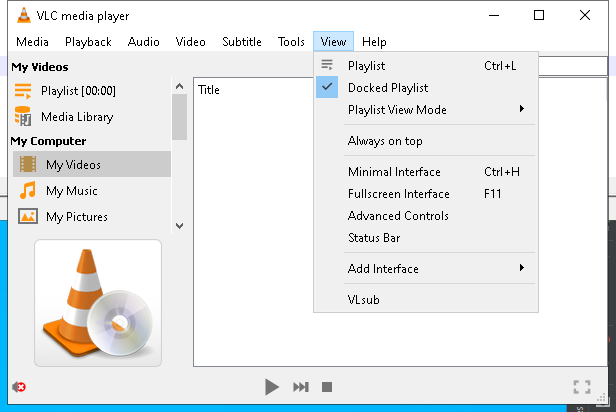 VLC media player
Media Playback Audio Video Subtitle Tools View Help
My Videos
Playlist [00:00]
Media Library
My Computer
My Videos
My Music
My Pictures
Title
Playlist Ctrl+L
Docked Playlist
Playlist View Mode
Always on top
Minimal Interface Ctrl+H
Fullscreen Interface F11
Advanced Controls
Status Bar
Add Interface
VLsub